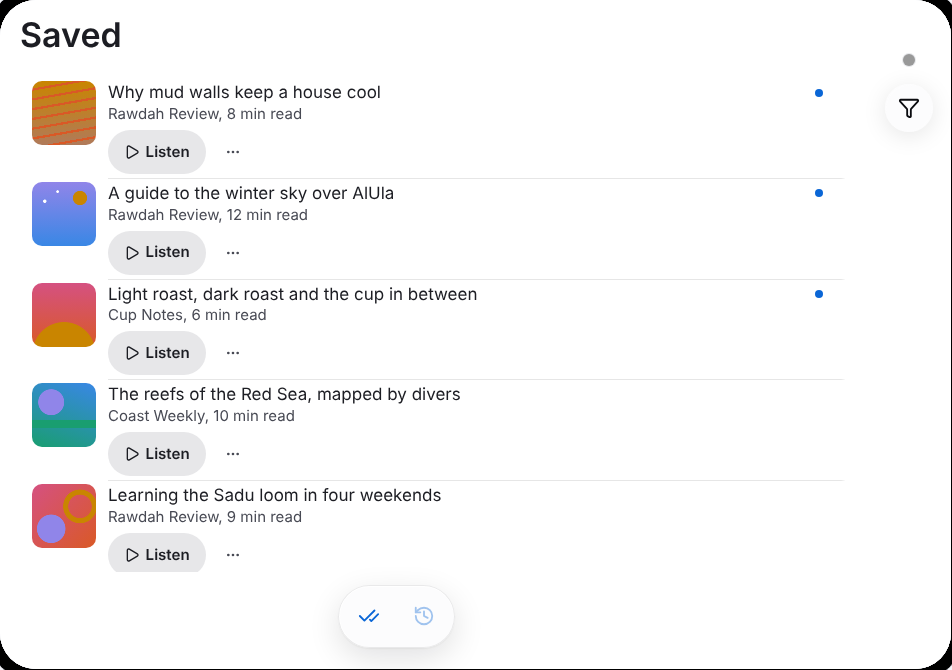 Saved
Why mud walls keep a house cool
Rawdah Review, 8 min read
Listen
A guide to the winter sky over AlUla
Rawdah Review, 12 min read
Listen
Light roast, dark roast and the cup in between
Cup Notes, 6 min read
Listen
The reefs of the Red Sea, mapped by divers
Coast Weekly, 10 min read
Listen
Learning the Sadu loom in four weekends
Rawdah Review, 9 min read
Listen